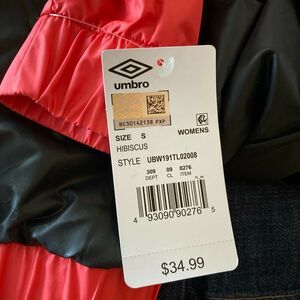 umbro
BC30142138 PXP
SIZE S WOMENS
HIBISCUS
STYLE UBW191TL02008
309 09 0276
DEPT CL ITEM
4 93090 90276 5
$34.99